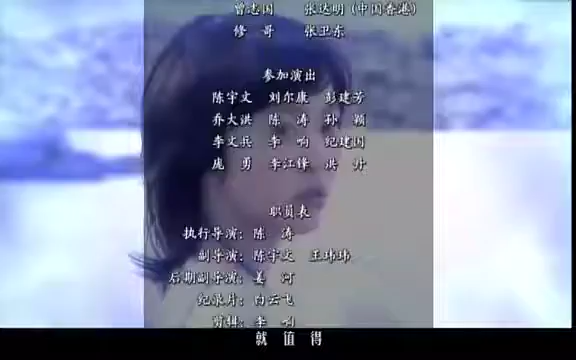 曾志国 张达明 (中国香港)
修 哥 张卫东
参加演出
陈宇文 刘尔康 彭建芳
乔大洪 陈 涛 孙 颖
李文兵 李 响 纪建国
庞 勇 李江锋 洪 升
职员表
执行导演: 陈 涛
副导演: 陈宇文 王玮玮
后期副导演: 姜 河
纪录片: 白云飞
剪辑: 李 响
就 值 得